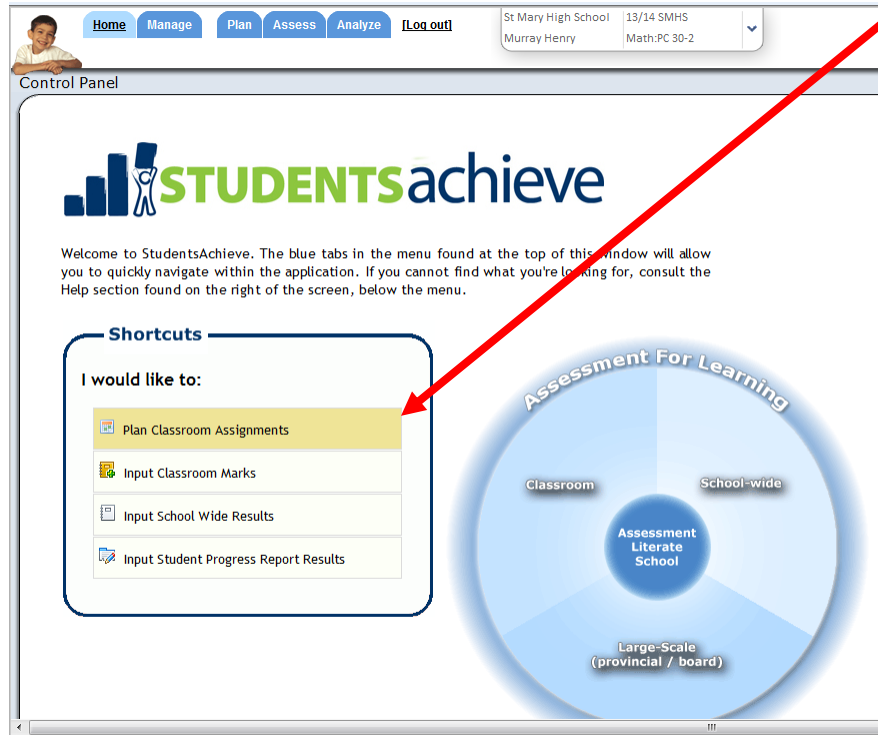 Home Manage Plan Assess Analyze [Log out]
St Mary High School 13/14 SMHS
Murray Henry Math:PC 30-2
Control Panel
STUDENTSachieve
Welcome to StudentsAchieve. The blue tabs in the menu found at the top of this window will allow
you to quickly navigate within the application. If you cannot find what you're looking for, consult the
Help section found on the right of the screen, below the menu.
Shortcuts
I would like to:
Plan Classroom Assignments
Input Classroom Marks
Input School Wide Results
Input Student Progress Report Results
Assessment For Learning
Classroom
School-wide
Assessment
Literate
School
Large-Scale
(provincial / board)